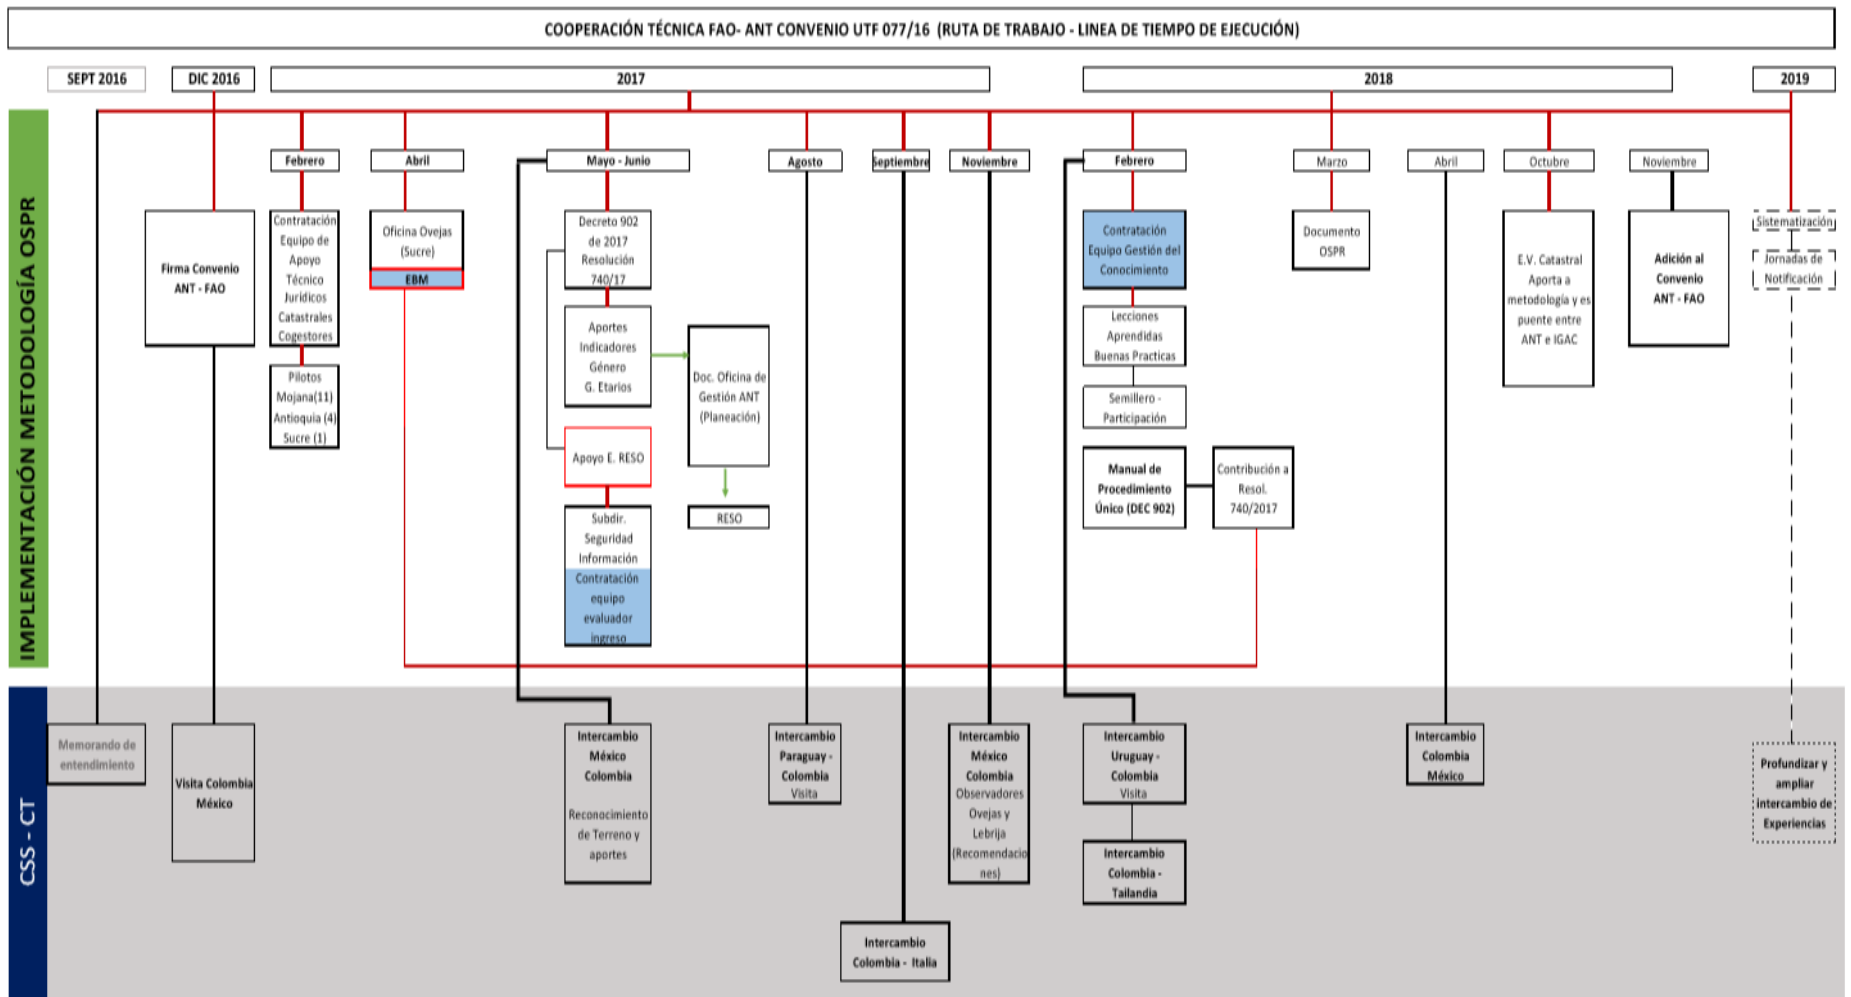 COOPERACIÓN TÉCNICA FAO- ANT CONVENIO UTF 077/16 (RUTA DE TRABAJO - LINEA DE TIEMPO DE EJECUCIÓN)
SEPT 2016
DIC 2016
2017
2018
2019
IMPLEMENTACIÓN METODOLOGÍA OSPR
Febrero
Abril
Mayo - Junio
Agosto
Septiembre
Noviembre
Febrero
Marzo
Abril
Octubre
Noviembre
Firma Convenio
ANT - FAO
Contratación
Equipo de
Apoyo
Técnico
Jurídicos
Catastrales
Cogestores
Pilotos
Mojana(11)
Antioquia (4)
Sucre (1)
Oficina Ovejas
(Sucre)
EBM
Decreto 902
de 2017
Resolución
740/17
Aportes
Indicadores
Género
G. Etarios
Apoyo E. RESO
Subdir.
Seguridad
Información
Contratación
equipo
evaluador
ingreso
Doc. Oficina de
Gestión ANT
(Planeación)
RESO
Contratación
Equipo Gestión del
Conocimiento
Lecciones
Aprendidas
Buenas Practicas
Semillero -
Participación
Manual de
Procedimiento
Único (DEC 902)
Contribución a
Resol.
740/2017
Documento
OSPR
E.V. Catastral
Aporta a
metodología y es
puente entre
ANT e IGAC
Adición al
Convenio
ANT - FAO
Sistematización
Jornadas de
Notificación
CSS - CT
Memorando de
entendimiento
Visita Colombia
México
Intercambio
México
Colombia
Reconocimiento
de Terreno y
aportes
Intercambio
Paraguay -
Colombia
Visita
Intercambio
Colombia - Italia
Intercambio
México
Colombia
Observadores
Ovejas y
Lebrija
(Recomendacio
nes)
Intercambio
Uruguay -
Colombia
Visita
Intercambio
Colombia -
Tailandia
Intercambio
Colombia
México
Profundizar y
ampliar
intercambio de
Experiencias